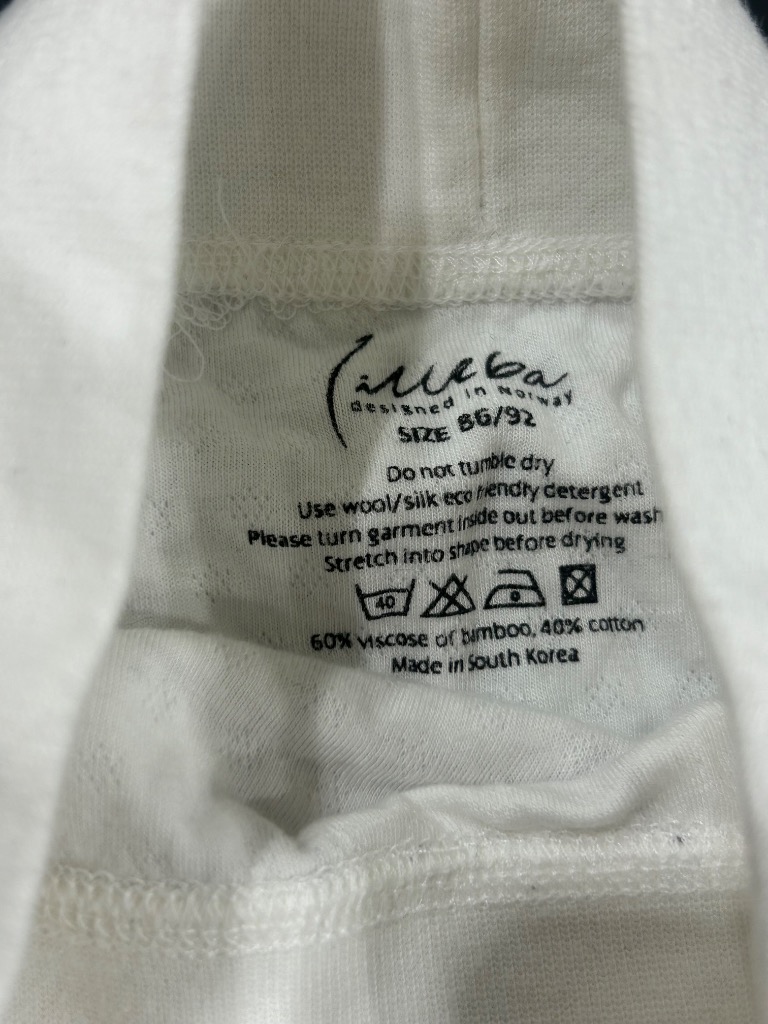 Lilleba
designed in Norway
SIZE 86/92
Do not tumble dry
Use wool/silk eco friendly detergent
Please turn garment inside out before wash
Stretch into shape before drying
40
60% viscose of bamboo, 40% cotton
Made in South Korea